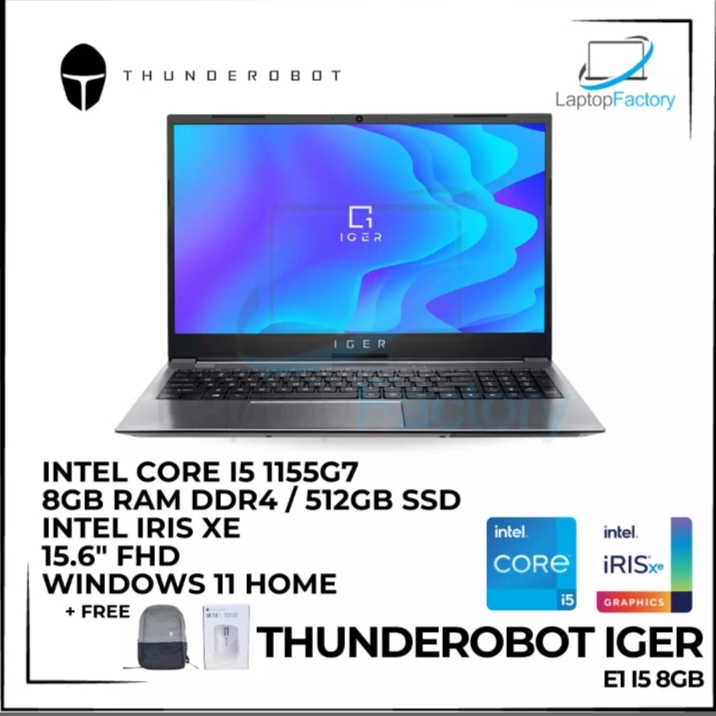 THUNDEROBOT
LaptopFactory
IGER
IGER
Factory
INTEL CORE I5 1155G7
8GB RAM DDR4 / 512GB SSD
INTEL IRIS XE
15.6" FHD
WINDOWS 11 HOME
+ FREE
intel.
CORE
i5
intel.
iRISxe
GRAPHICS
THUNDEROBOT IGER
E1 I5 8GB